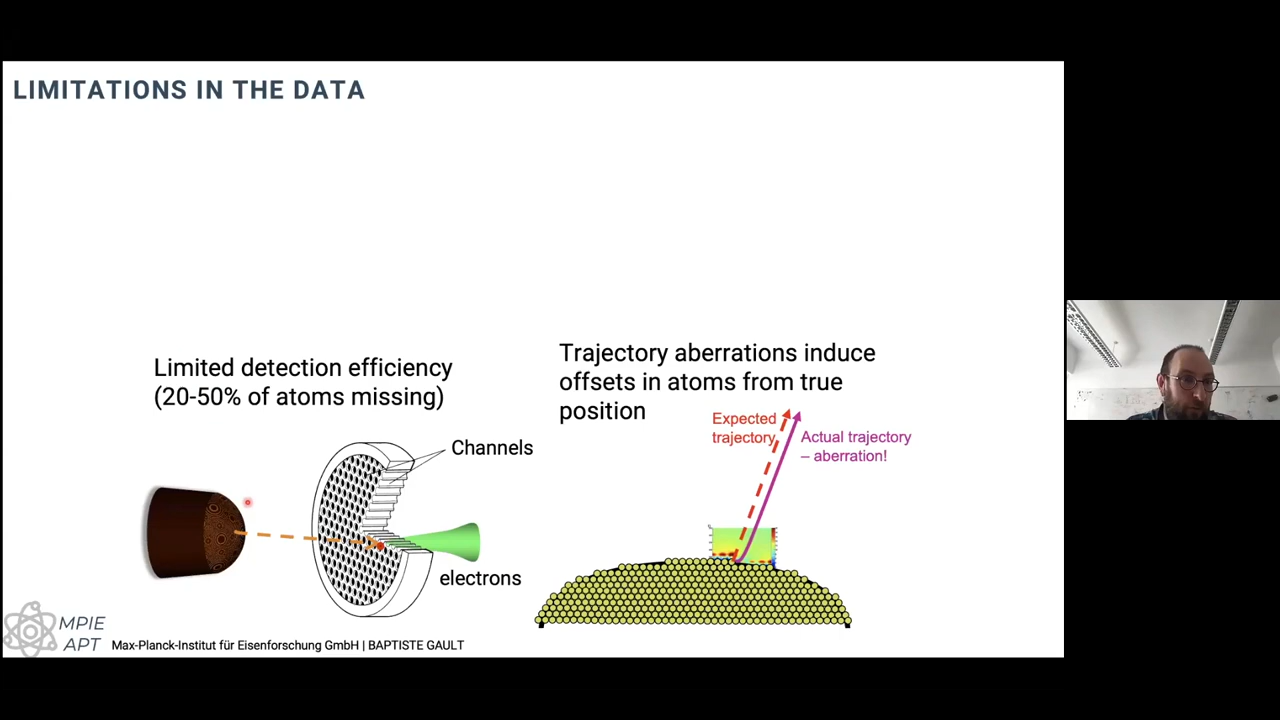 LIMITATIONS IN THE DATA
Limited detection efficiency
(20-50% of atoms missing)
Channels
electrons
Trajectory aberrations induce
offsets in atoms from true
position
Expected
trajectory
Actual trajectory
– aberration!
MPIE
APT
Max-Planck-Institut für Eisenforschung GmbH | BAPTISTE GAULT